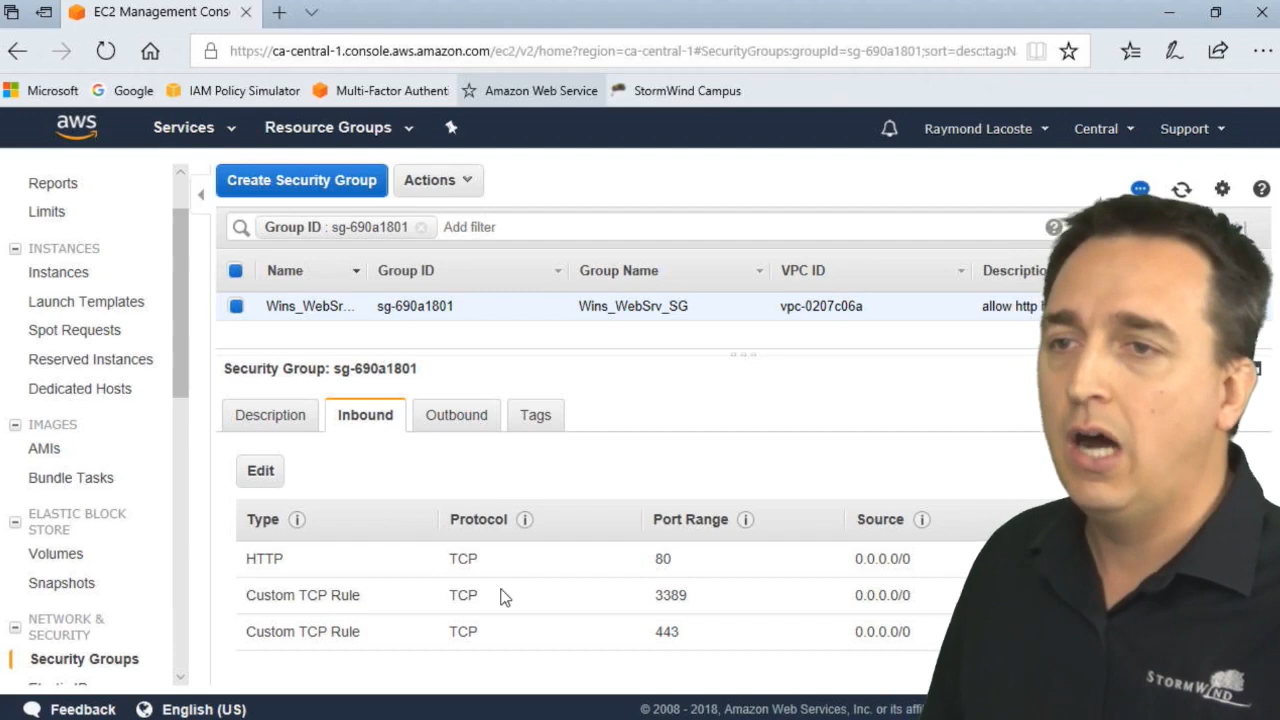 EC2 Management Cons
https://ca-central-1.console.aws.amazon.com/ec2/v2/home?region=ca-central-1#SecurityGroups:groupId=sg-690a1801;sort=desc:tag:N
Microsoft Google IAM Policy Simulator Multi-Factor Authenti Amazon Web Service StormWind Campus
aws Services Resource Groups Raymond Lacoste Central Support
Reports
Limits
INSTANCES
Instances
Launch Templates
Spot Requests
Reserved Instances
Dedicated Hosts
IMAGES
AMIs
Bundle Tasks
ELASTIC BLOCK
STORE
Volumes
Snapshots
NETWORK &
SECURITY
Security Groups
Create Security Group Actions
Group ID : sg-690a1801 Add filter
Name Group ID Group Name VPC ID Descriptio
Wins_WebSr... sg-690a1801 Wins_WebSrv_SG vpc-0207c06a allow http
Security Group: sg-690a1801
Description Inbound Outbound Tags
Edit
Type Protocol Port Range Source
HTTP TCP 80 0.0.0.0/0
Custom TCP Rule TCP 3389 0.0.0.0/0
Custom TCP Rule TCP 443 0.0.0.0/0
STORMWIND
Feedback English (US) © 2008 - 2018, Amazon Web Services, Inc. or its affil